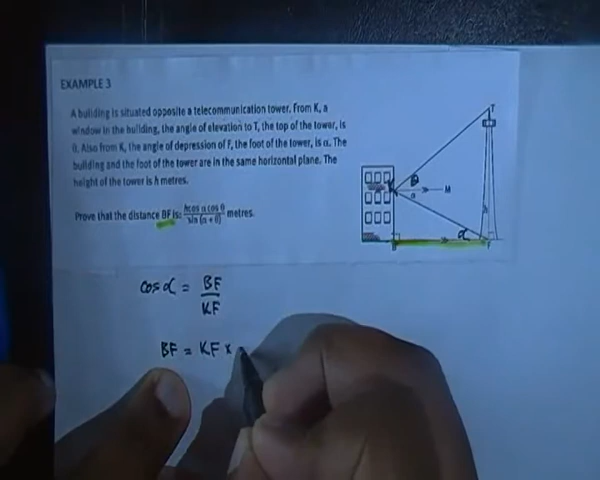 EXAMPLE 3
A building is situated opposite a telecommunication tower. From K, a
window in the building, the angle of elevation to T, the top of the tower, is
θ. Also from K, the angle of depression of F, the foot of the tower, is α. The
building and the foot of the tower are in the same horizontal plane. The
height of the tower is h metres.
Prove that the distance BF is: h cos α cos θ / sin (α + θ) metres.
T
θ
K
M
α
h
α
B
F
cos α = BF / KF
BF = KF ×